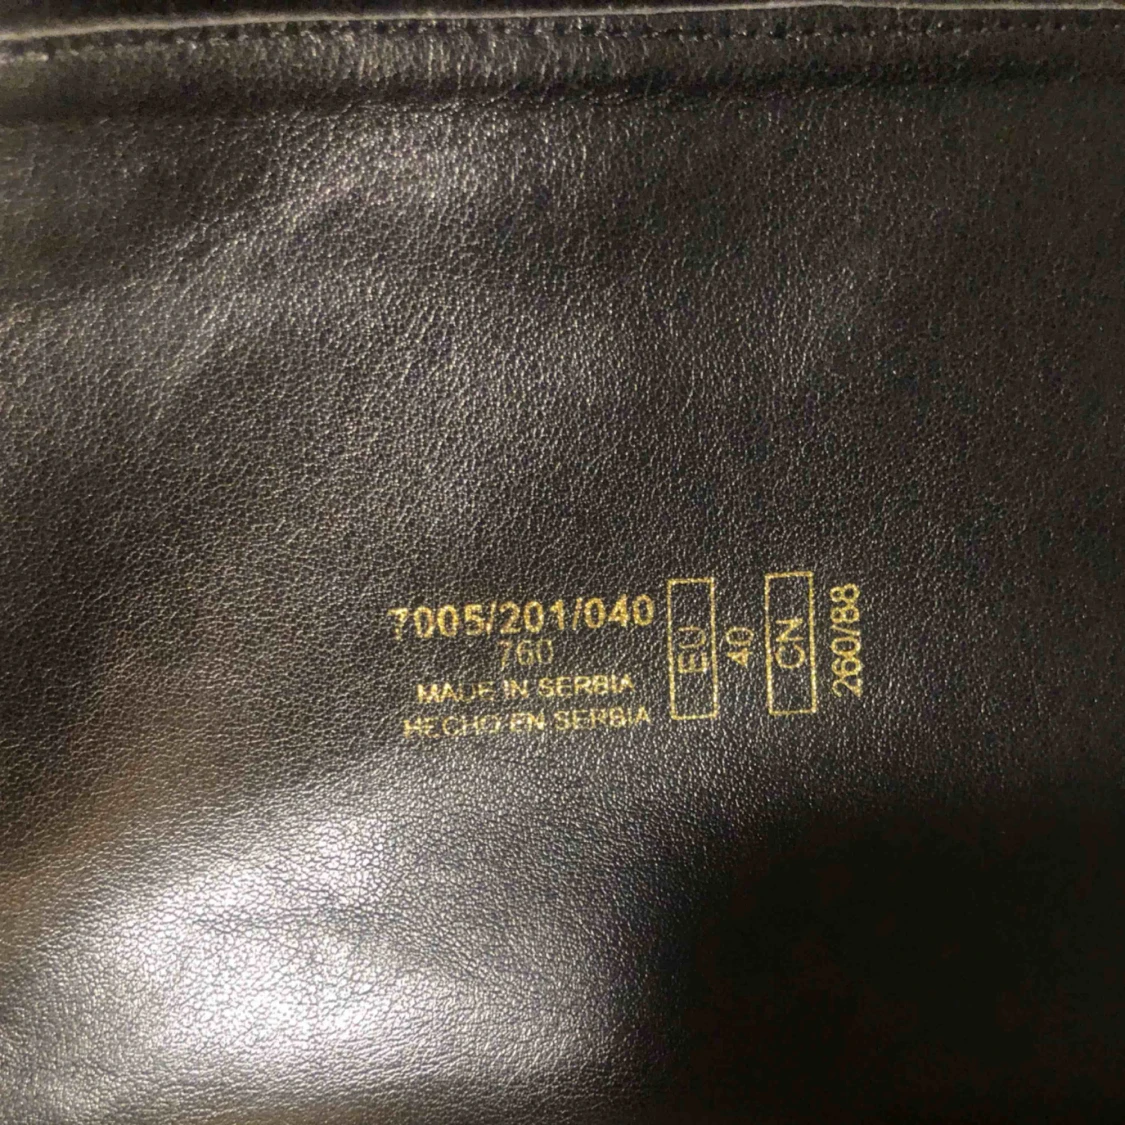 7005/201/040
760
MADE IN SERBIA
HECHO EN SERBIA
EU
40
CN
260/88